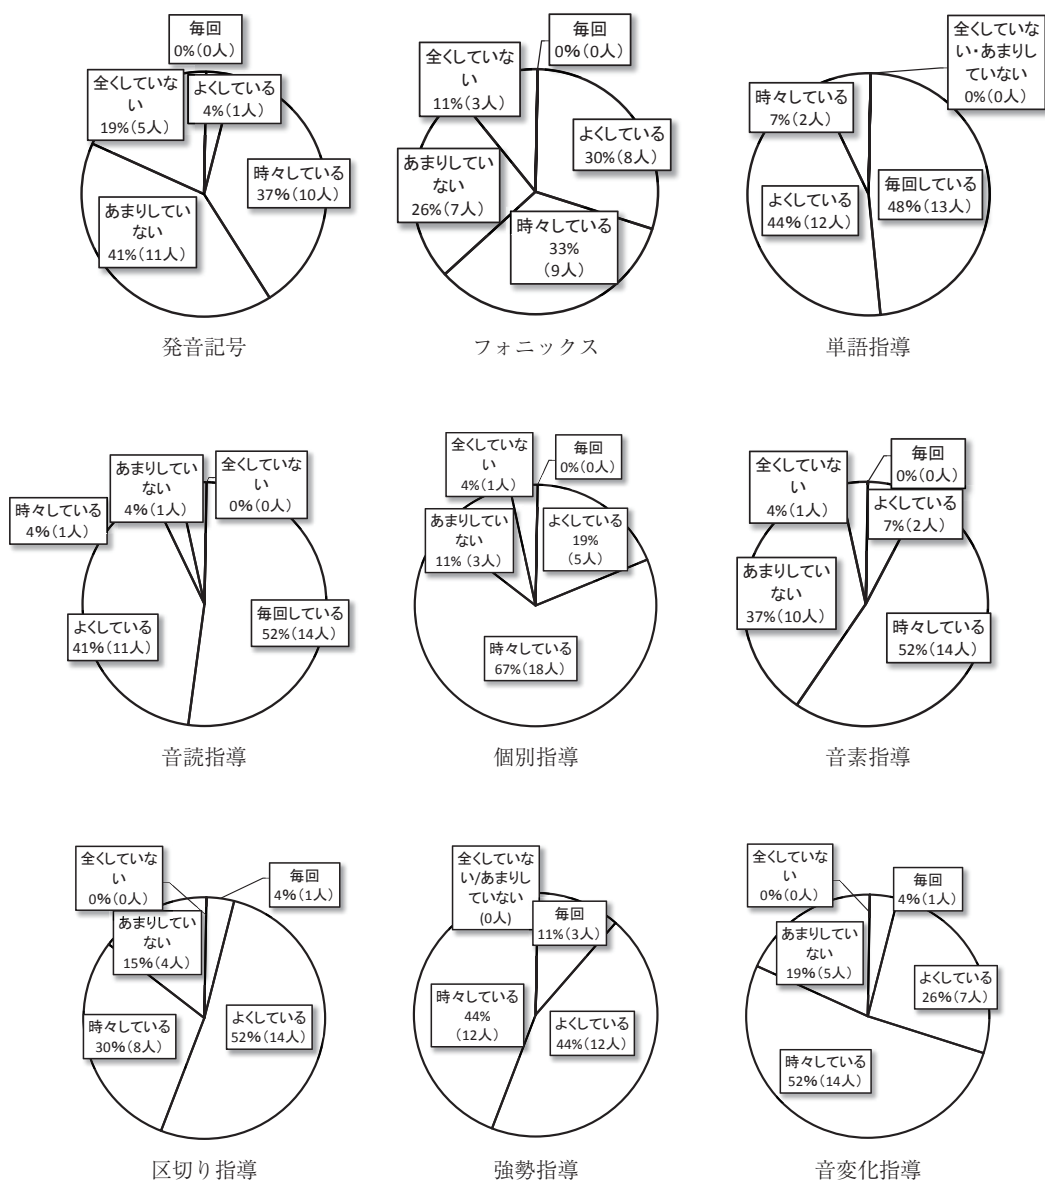 毎回
0%(0人)
よくしている
4%(1人)
時々している
37%(10人)
あまりしてい
ない
41%(11人)
全くしていな
い
19%(5人)
発音記号
毎回
0%(0人)
よくしている
30%(8人)
時々している
33%
(9人)
あまりしてい
ない
26%(7人)
全くしていな
い
11%(3人)
フォニックス
全くしていな
い・あまりし
ていない
0%(0人)
毎回している
48%(13人)
よくしている
44%(12人)
時々している
7%(2人)
単語指導
全くしていな
い
0%(0人)
毎回している
52%(14人)
よくしている
41%(11人)
時々している
4%(1人)
あまりしてい
ない
4%(1人)
音読指導
毎回
0%(0人)
よくしている
19%
(5人)
時々している
67%(18人)
あまりしてい
ない
11%(3人)
全くしていな
い
4%(1人)
個別指導
毎回
0%(0人)
よくしている
7%(2人)
時々している
52%(14人)
あまりしてい
ない
37%(10人)
全くしていな
い
4%(1人)
音素指導
全くしていな
い
0%(0人)
毎回
4%(1人)
よくしている
52%(14人)
時々している
30%(8人)
あまりしてい
ない
15%(4人)
区切り指導
全くしていな
い/あまりし
ていない
(0人)
毎回
11%(3人)
よくしている
44%(12人)
時々している
44%
(12人)
強勢指導
全くしていな
い
0%(0人)
毎回
4%(1人)
よくしている
26%(7人)
時々している
52%(14人)
あまりしてい
ない
19%(5人)
音変化指導